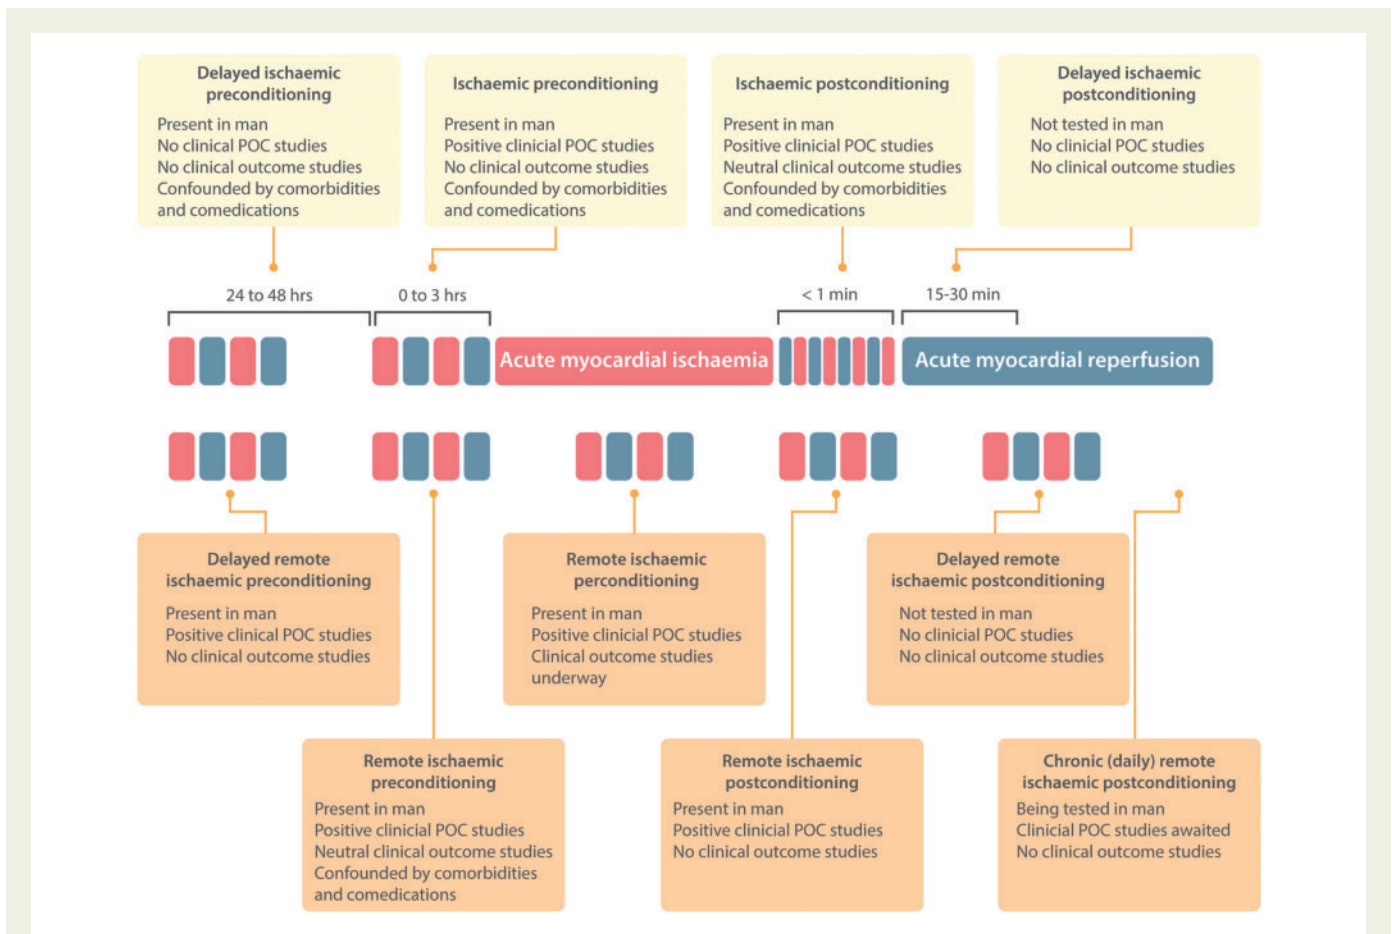 Delayed ischaemic
preconditioning
Present in man
No clinical POC studies
No clinical outcome studies
Confounded by comorbidities
and comedications
Ischaemic preconditioning
Present in man
Positive clinicial POC studies
No clinical outcome studies
Confounded by comorbidities
and comedications
Ischaemic postconditioning
Present in man
Positive clinicial POC studies
Neutral clinical outcome studies
Confounded by comorbidities
and comedications
Delayed ischaemic
postconditioning
Not tested in man
No clinicial POC studies
No clinical outcome studies
24 to 48 hrs
0 to 3 hrs
< 1 min
15-30 min
Acute myocardial ischaemia
Acute myocardial reperfusion
Delayed remote
ischaemic preconditioning
Present in man
Positive clinical POC studies
No clinical outcome studies
Remote ischaemic
perconditioning
Present in man
Positive clinicial POC studies
Clinical outcome studies
underway
Delayed remote
ischaemic postconditioning
Not tested in man
No clinicial POC studies
No clinical outcome studies
Remote ischaemic
preconditioning
Present in man
Positive clinicial POC studies
Neutral clinical outcome studies
Confounded by comorbidities
and comedications
Remote ischaemic
postconditioning
Present in man
Positive clinicial POC studies
No clinical outcome studies
Chronic (daily) remote
ischaemic postconditioning
Being tested in man
Clinicial POC studies awaited
No clinical outcome studies